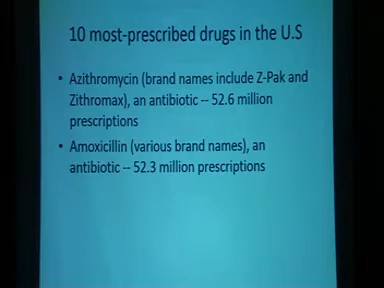 10 most-prescribed drugs in the U.S
• Azithromycin (brand names include Z-Pak and
Zithromax), an antibiotic -- 52.6 million
prescriptions
• Amoxicillin (various brand names), an
antibiotic -- 52.3 million prescriptions